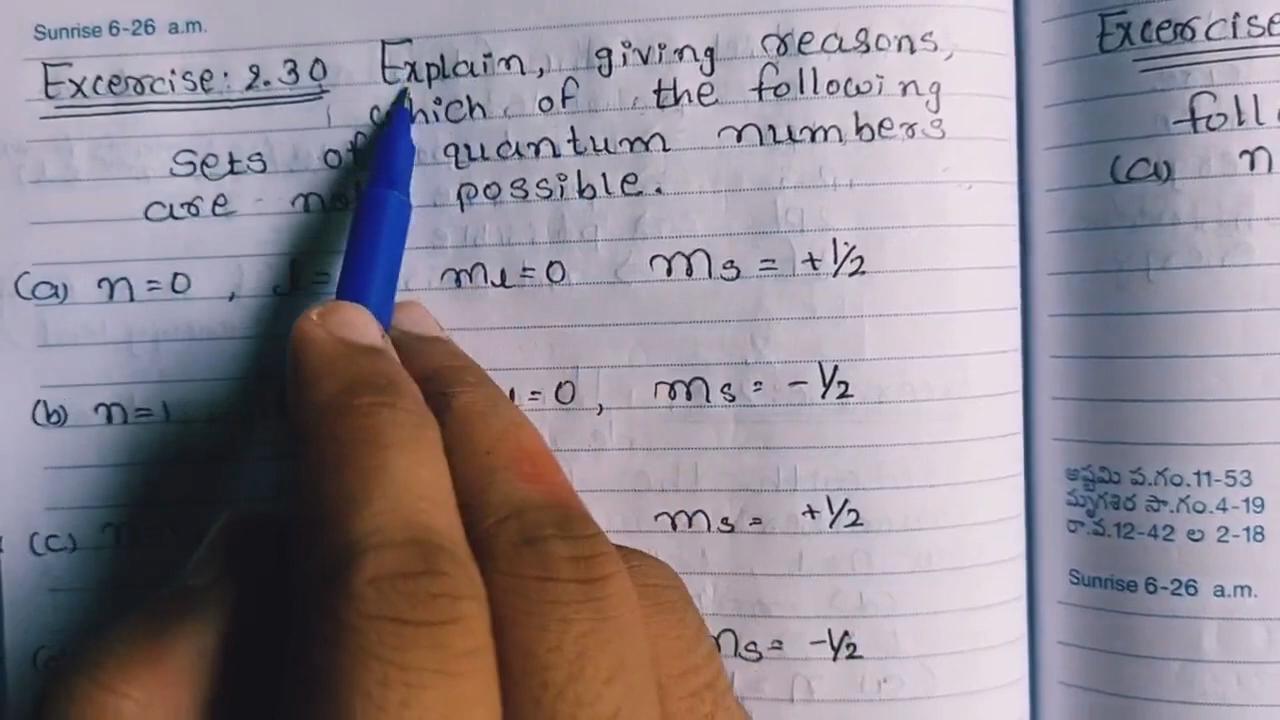 Sunrise 6-26 a.m.
Excercise: 2.30 Explain, giving reasons,
which of the following
sets of quantum numbers
are possible.
(a) n=0 , l= ml=0 ms = +1/2
(b) n=1 =0, ms = -1/2
(c) ms = +1/2
ms = -1/2
Excercise
foll
(a) n
అష్టమి ప.గం.11-53
మృగశిర సా.గం.4-19
రా.వ.12-42 ల 2-18
Sunrise 6-26 a.m.